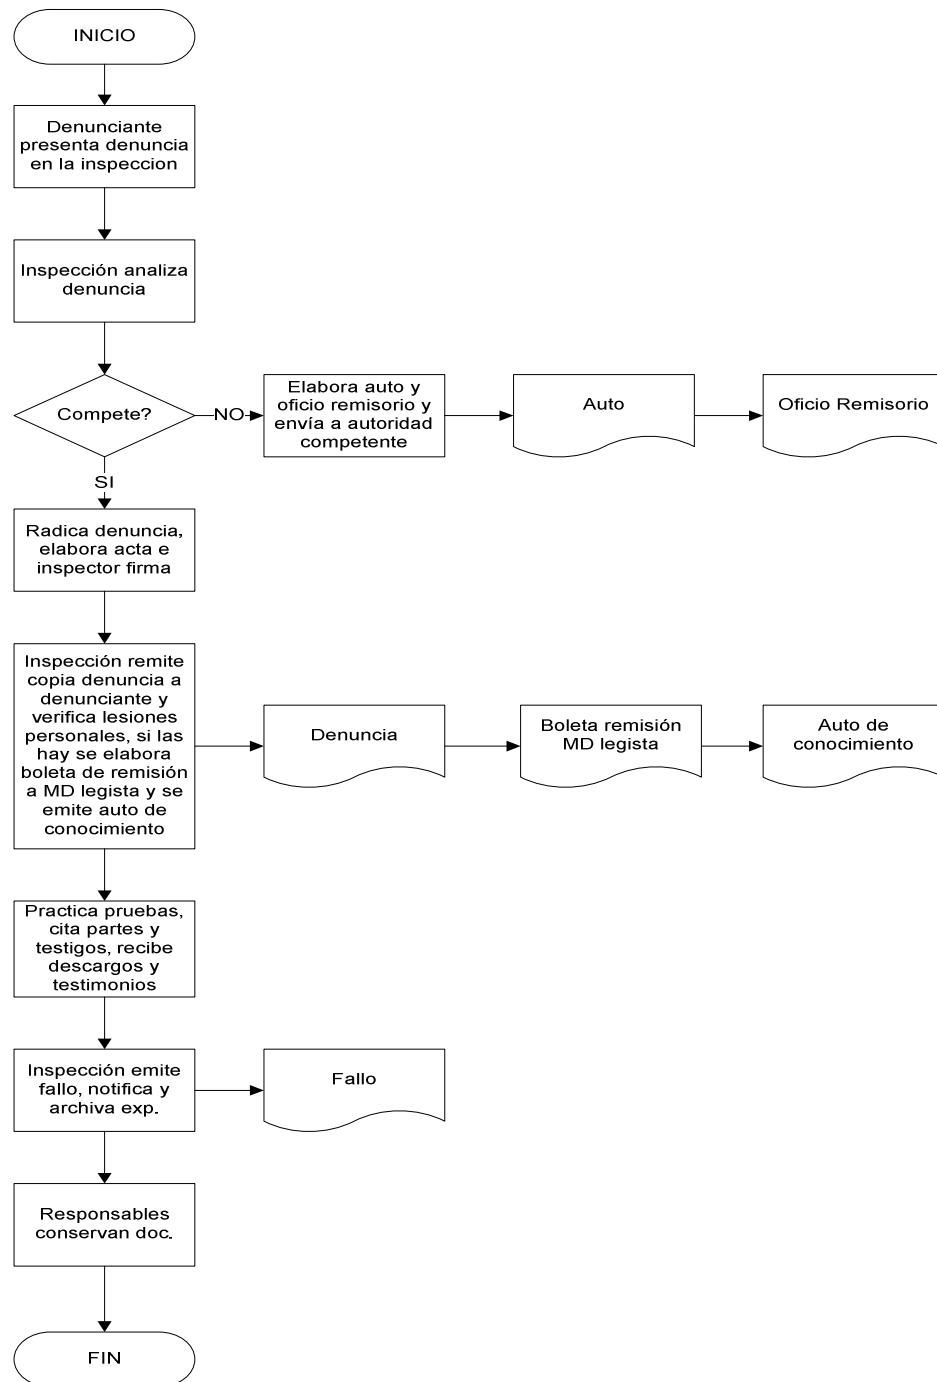 INICIO
Denunciante
presenta denuncia
en la inspeccion
Inspección analiza
denuncia
Compete?
NO
Elabora auto y
oficio remisorio y
envía a autoridad
competente
Auto
Oficio Remisorio
SI
Radica denuncia,
elabora acta e
inspector firma
Inspección remite
copia denuncia a
denunciante y
verifica lesiones
personales, si las
hay se elabora
boleta de remisión
a MD legista y se
emite auto de
conocimiento
Denuncia
Boleta remisión
MD legista
Auto de
conocimiento
Practica pruebas,
cita partes y
testigos, recibe
descargos y
testimonios
Inspección emite
fallo, notifica y
archiva exp.
Fallo
Responsables
conservan doc.
FIN